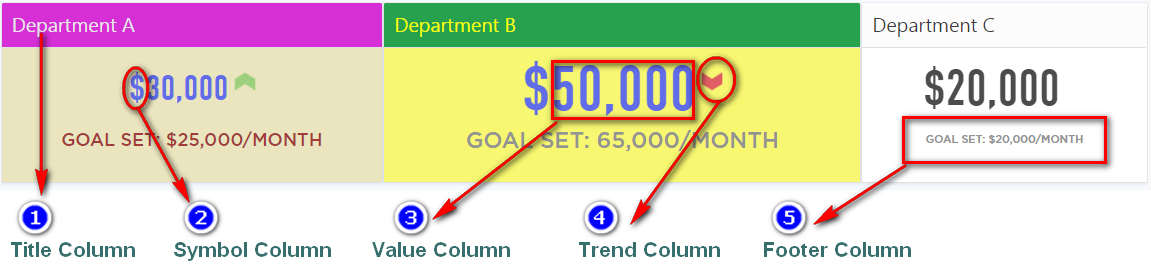 Department A
Department B
Department C
$30,000
$50,000
$20,000
GOAL SET: $25,000/MONTH
GOAL SET: 65,000/MONTH
GOAL SET: $20,000/MONTH
1
2
3
4
5
Title Column
Symbol Column
Value Column
Trend Column
Footer Column